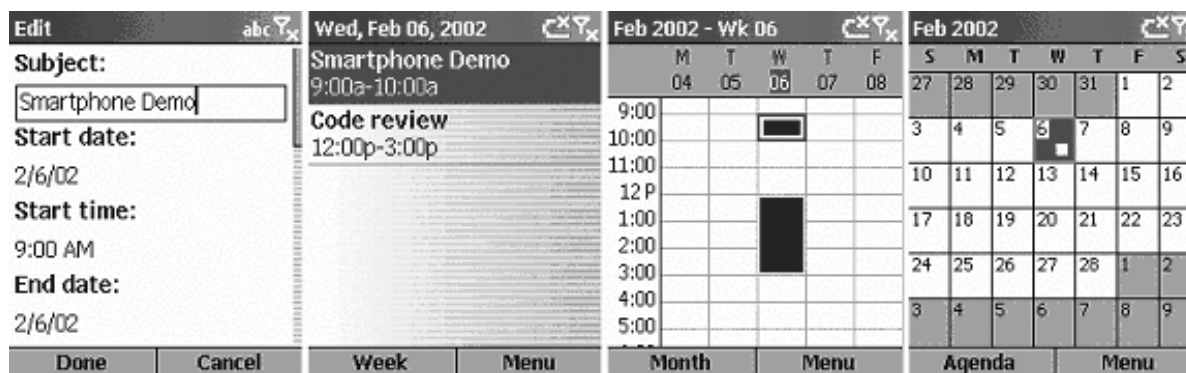 Edit abc
Subject:
Smartphone Demo
Start date:
2/6/02
Start time:
9:00 AM
End date:
2/6/02
Done Cancel
Wed, Feb 06, 2002
Smartphone Demo
9:00a-10:00a
Code review
12:00p-3:00p
Week Menu
Feb 2002 - Wk 06
M T W T F
04 05 06 07 08
9:00
10:00
11:00
12 P
1:00
2:00
3:00
4:00
5:00
Month Menu
Feb 2002
S M T W T F S
27 28 29 30 31 1 2
3 4 5 6 7 8 9
10 11 12 13 14 15 16
17 18 19 20 21 22 23
24 25 26 27 28 1 2
3 4 5 6 7 8 9
Agenda Menu